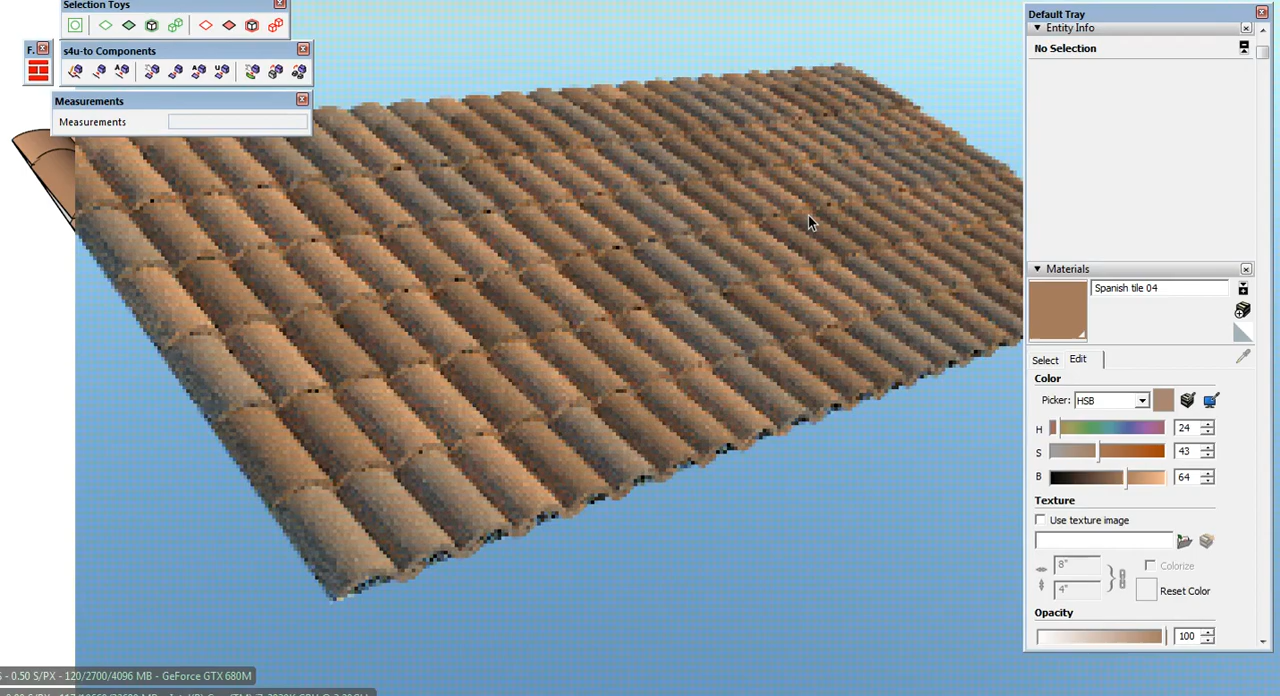 Selection Toys
F.
s4u-to Components
Measurements
Measurements
Default Tray
Entity Info
No Selection
Materials
Spanish tile 04
Select Edit
Color
Picker: HSB
H 24
S 43
B 64
Texture
Use texture image
8"
Colorize
4"
Reset Color
Opacity
100
- 0.50 S/PX - 120/2700/4096 MB - GeForce GTX 680M